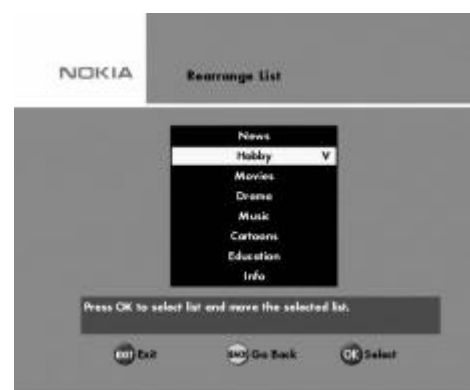 NOKIA
Rearrange List
News
Hobby V
Movies
Drama
Music
Cartoons
Education
Info
Press OK to select list and move the selected list.
EXIT Exit BACK Go Back OK Select